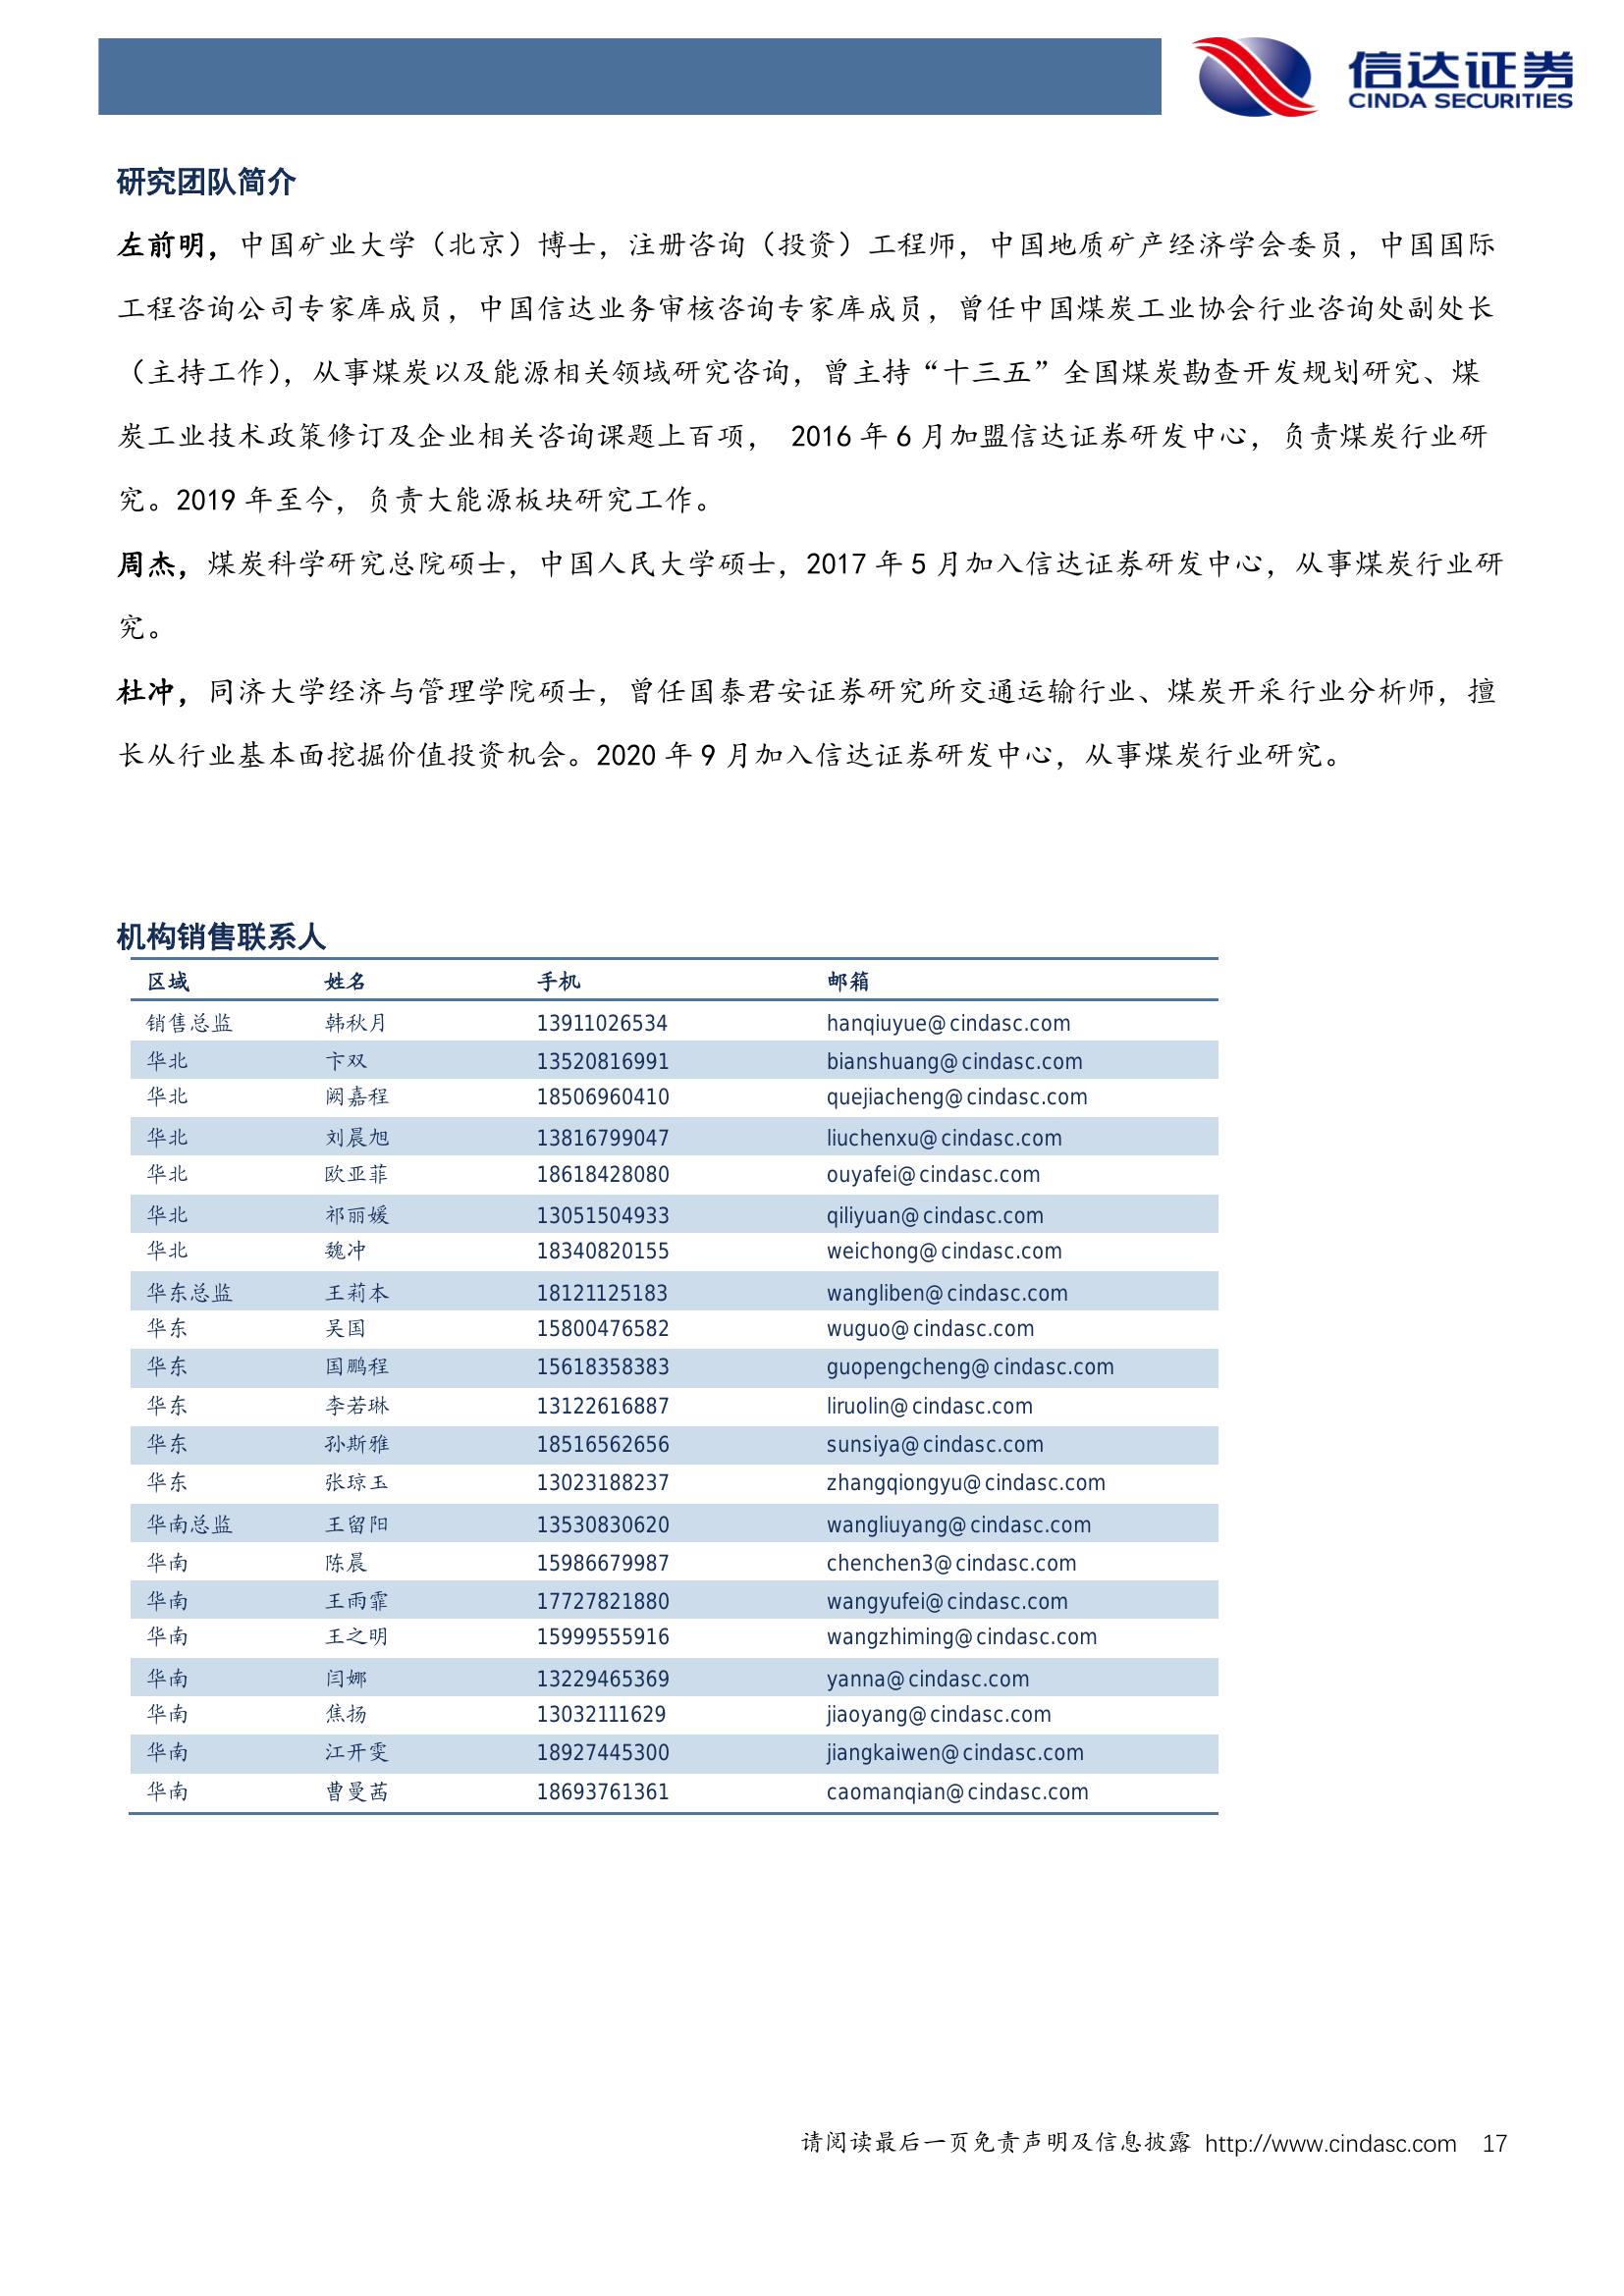 信达证券
CINDA SECURITIES
研究团队简介
左前明，中国矿业大学（北京）博士，注册咨询（投资）工程师，中国地质矿产经济学会委员，中国国际
工程咨询公司专家库成员，中国信达业务审核咨询专家库成员，曾任中国煤炭工业协会行业咨询处副处长
（主持工作），从事煤炭以及能源相关领域研究咨询，曾主持“十三五”全国煤炭勘查开发规划研究、煤
炭工业技术政策修订及企业相关咨询课题上百项， 2016 年 6 月加盟信达证券研发中心，负责煤炭行业研
究。2019 年至今，负责大能源板块研究工作。
周杰，煤炭科学研究总院硕士，中国人民大学硕士，2017 年 5 月加入信达证券研发中心，从事煤炭行业研
究。
杜冲，同济大学经济与管理学院硕士，曾任国泰君安证券研究所交通运输行业、煤炭开采行业分析师，擅
长从行业基本面挖掘价值投资机会。2020 年 9 月加入信达证券研发中心，从事煤炭行业研究。
机构销售联系人
区域 姓名 手机 邮箱
销售总监 韩秋月 13911026534 hanqiuyue@cindasc.com
华北 卞双 13520816991 bianshuang@cindasc.com
华北 阙嘉程 18506960410 quejiacheng@cindasc.com
华北 刘晨旭 13816799047 liuchenxu@cindasc.com
华北 欧亚菲 18618428080 ouyafei@cindasc.com
华北 祁丽媛 13051504933 qiliyuan@cindasc.com
华北 魏冲 18340820155 weichong@cindasc.com
华东总监 王莉本 18121125183 wangliben@cindasc.com
华东 吴国 15800476582 wuguo@cindasc.com
华东 国鹏程 15618358383 guopengcheng@cindasc.com
华东 李若琳 13122616887 liruolin@cindasc.com
华东 孙斯雅 18516562656 sunsiya@cindasc.com
华东 张琼玉 13023188237 zhangqiongyu@cindasc.com
华南总监 王留阳 13530830620 wangliuyang@cindasc.com
华南 陈晨 15986679987 chenchen3@cindasc.com
华南 王雨霏 17727821880 wangyufei@cindasc.com
华南 王之明 15999555916 wangzhiming@cindasc.com
华南 闫娜 13229465369 yanna@cindasc.com
华南 焦扬 13032111629 jiaoyang@cindasc.com
华南 江开雯 18927445300 jiangkaiwen@cindasc.com
华南 曹曼茜 18693761361 caomanqian@cindasc.com
请阅读最后一页免责声明及信息披露 http://www.cindasc.com 17